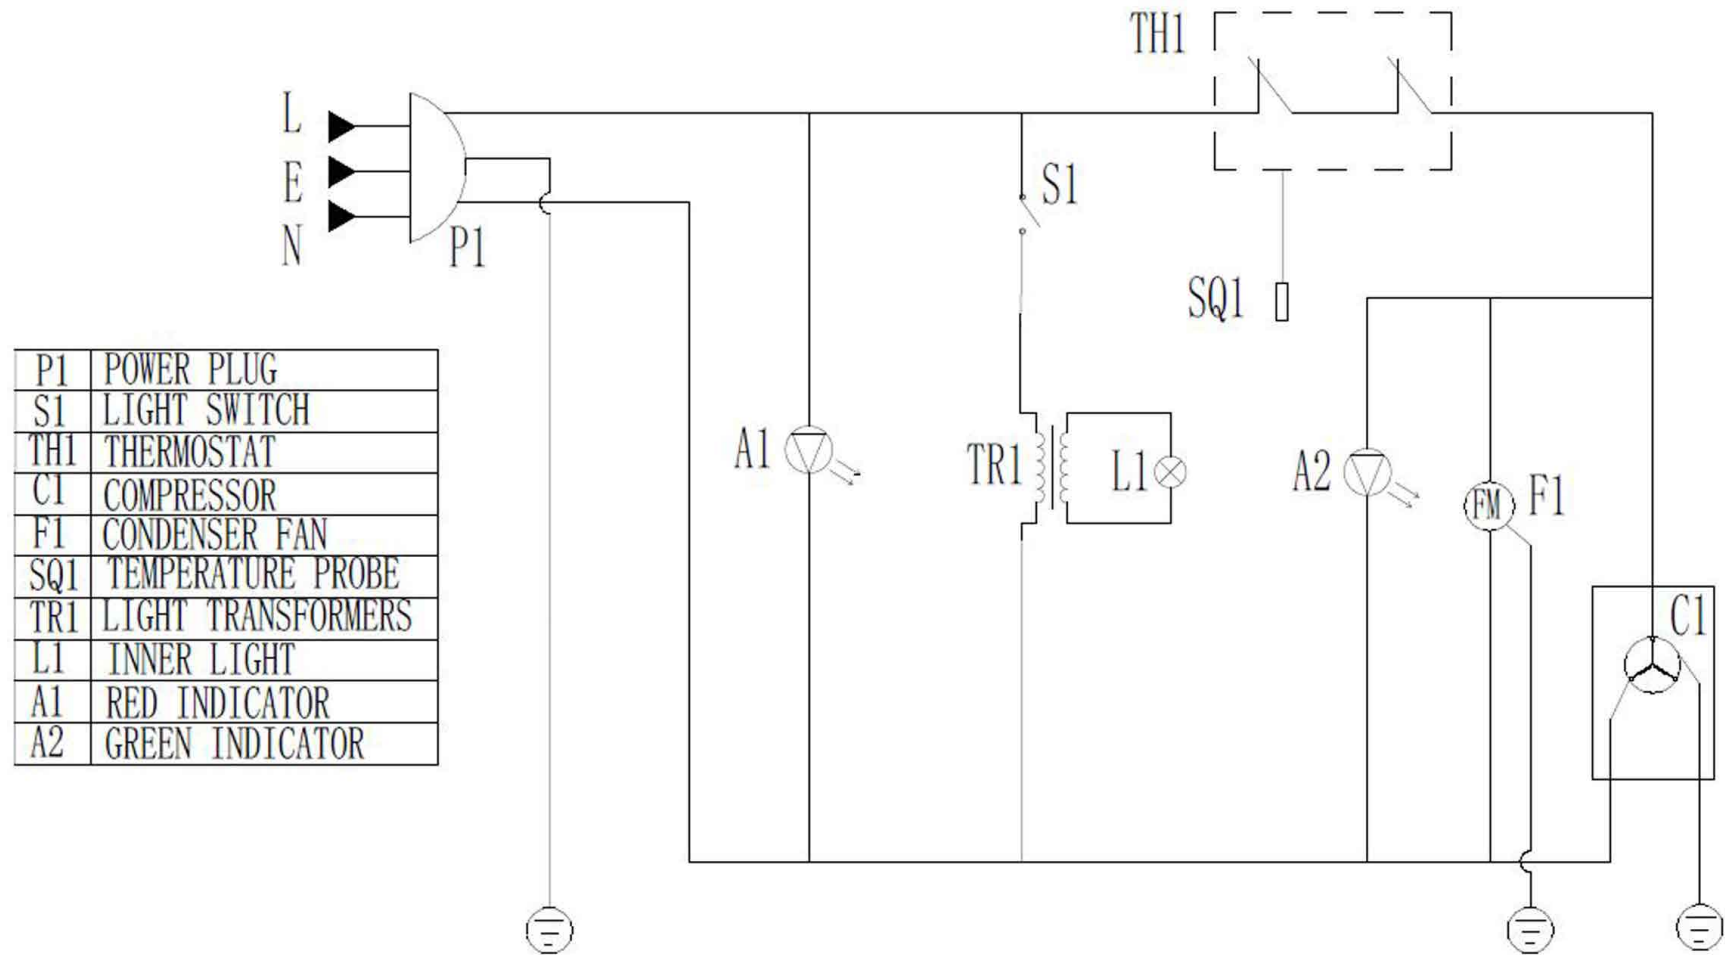 TH1
L
E
N
P1
S1
SQ1
A1
TR1
L1
A2
FM
F1
C1
P1 POWER PLUG
S1 LIGHT SWITCH
TH1 THERMOSTAT
C1 COMPRESSOR
F1 CONDENSER FAN
SQ1 TEMPERATURE PROBE
TR1 LIGHT TRANSFORMERS
L1 INNER LIGHT
A1 RED INDICATOR
A2 GREEN INDICATOR